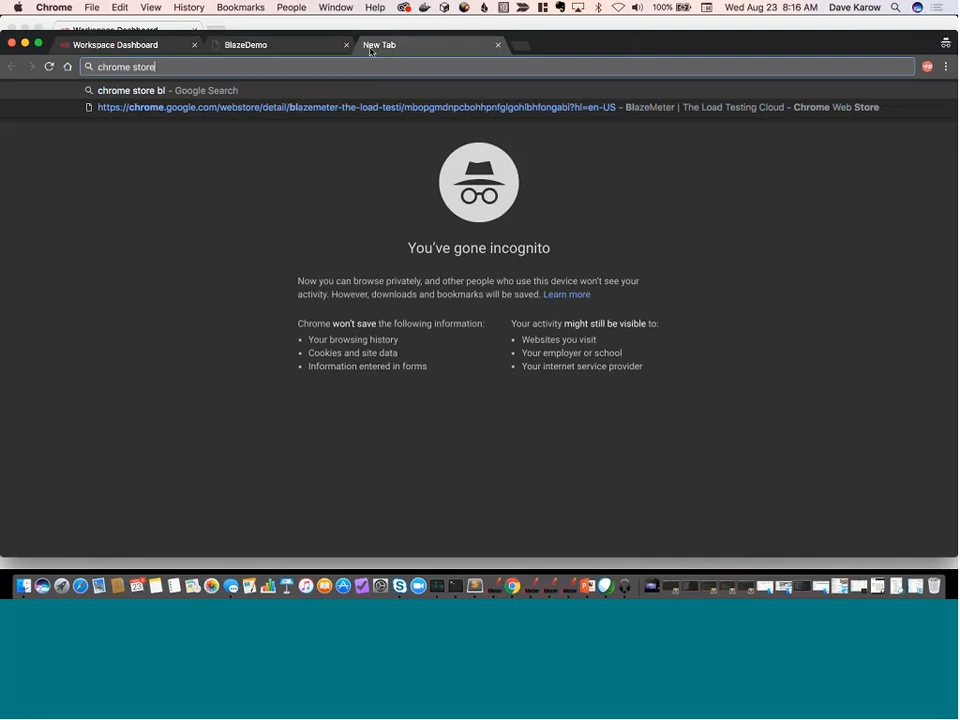 Chrome File Edit View History Bookmarks People Window Help 100% Wed Aug 23 8:16 AM Dave Karow
Workspace Dashboard
Workspace Dashboard BlazeDemo New Tab
chrome store
chrome store bl - Google Search
https://chrome.google.com/webstore/detail/blazemeter-the-load-testi/mbopgmdnpcbohhpnfglgohlbhfongabi?hl=en-US - BlazeMeter | The Load Testing Cloud - Chrome Web Store
You've gone incognito
Now you can browse privately, and other people who use this device won't see your
activity. However, downloads and bookmarks will be saved. Learn more
Chrome won't save the following information:
• Your browsing history
• Cookies and site data
• Information entered in forms
Your activity might still be visible to:
• Websites you visit
• Your employer or school
• Your internet service provider